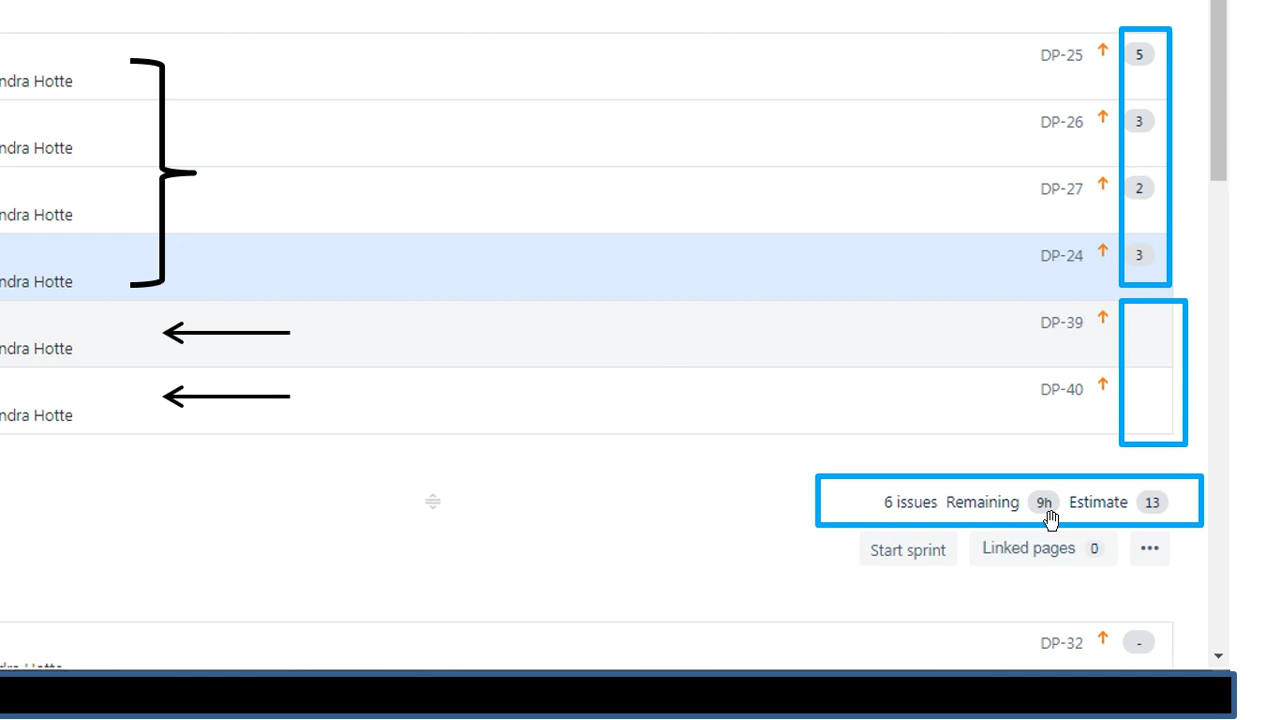 DP-25 5
ndra Hotte
DP-26 3
ndra Hotte
DP-27 2
ndra Hotte
DP-24 3
ndra Hotte
DP-39
ndra Hotte
DP-40
ndra Hotte
6 issues Remaining 9h Estimate 13
Start sprint Linked pages 0 •••
DP-32 -